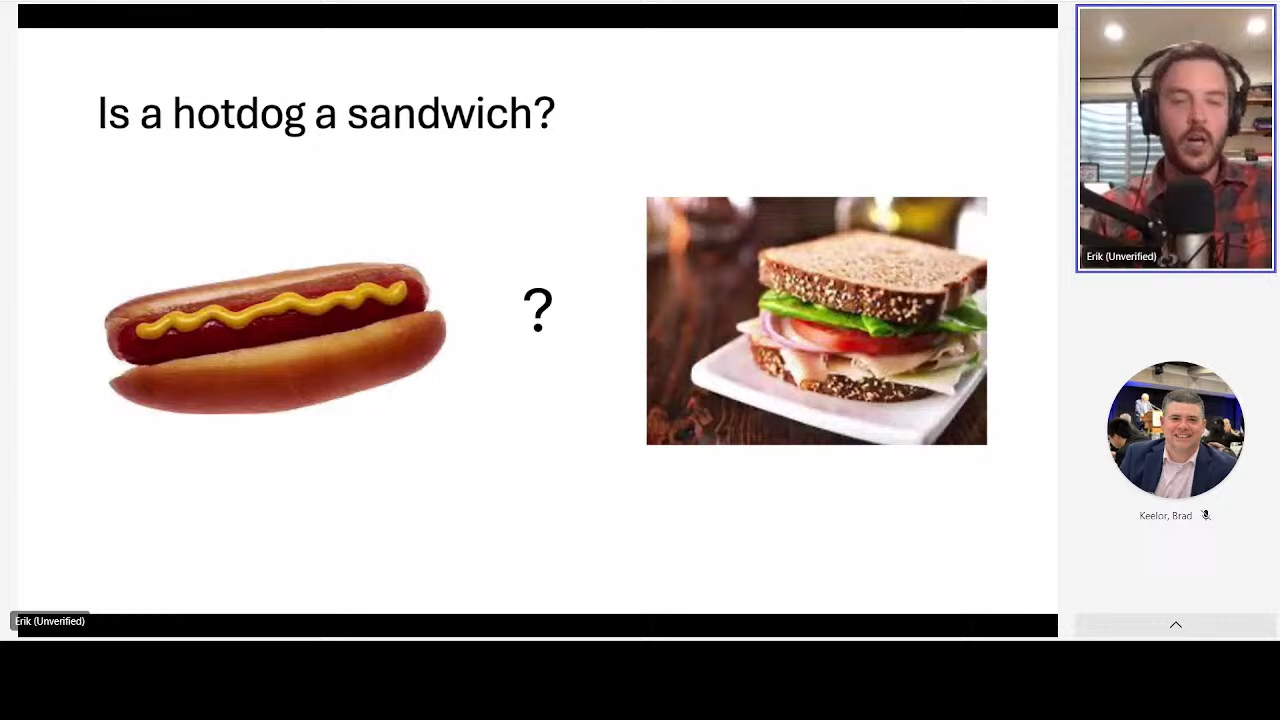 Is a hotdog a sandwich?
?
Erik (Unverified)
Keelor, Brad
Erik (Unverified)